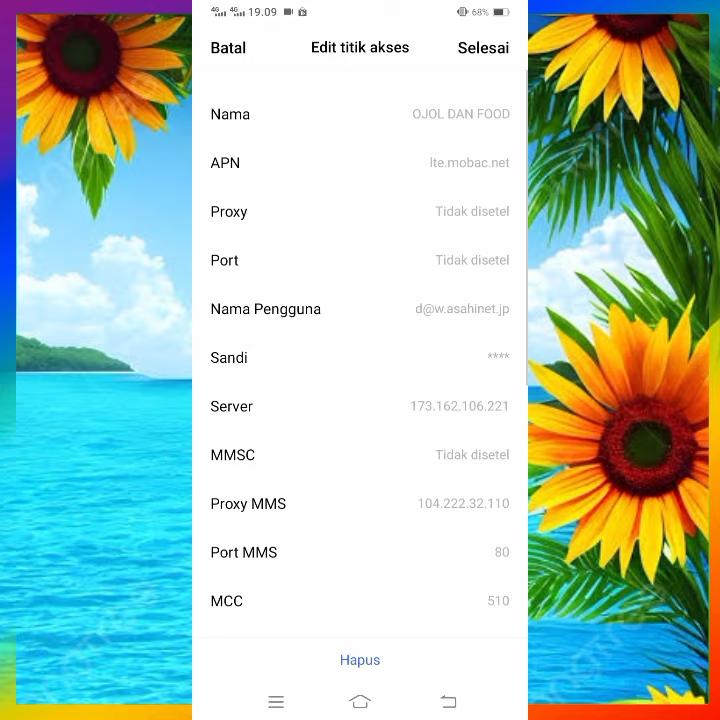 4G 4G 19.09 68%
Batal Edit titik akses Selesai
Nama OJOL DAN FOOD
APN lte.mobac.net
Proxy Tidak disetel
Port Tidak disetel
Nama Pengguna d@w.asahinet.jp
Sandi ****
Server 173.162.106.221
MMSC Tidak disetel
Proxy MMS 104.222.32.110
Port MMS 80
MCC 510
Hapus